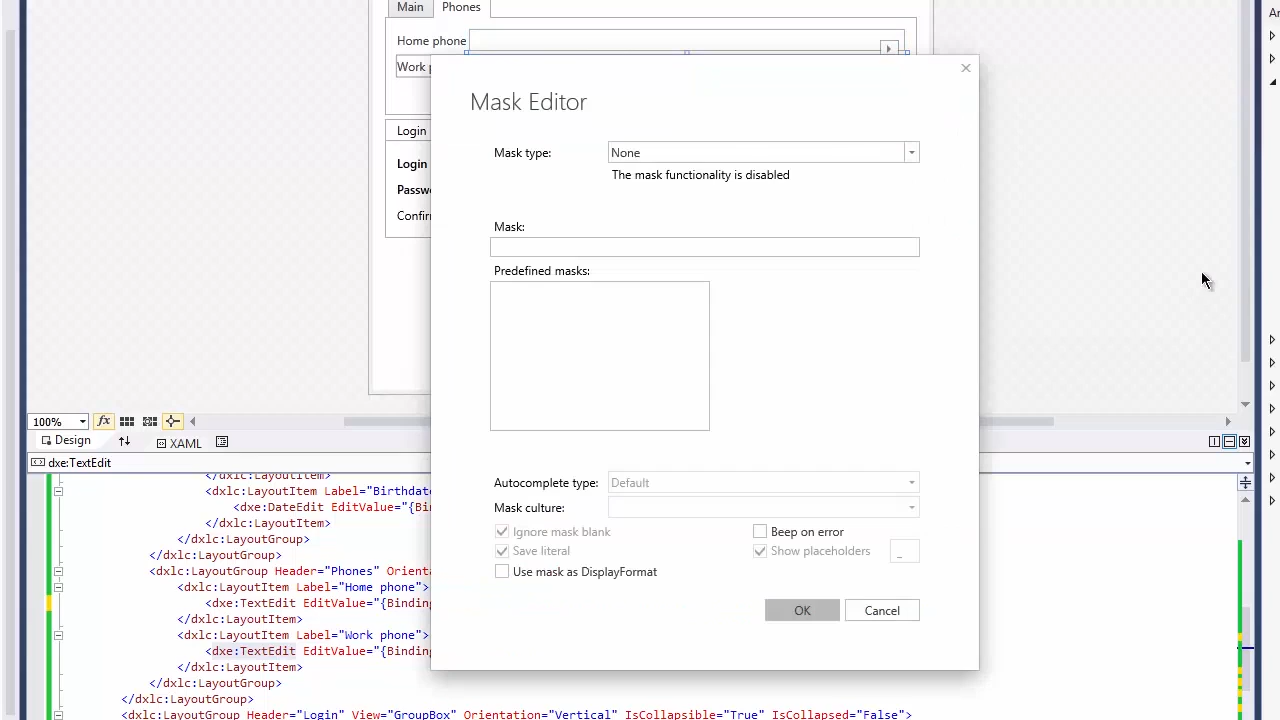 Main Phones
Ar
Home phone
Work p
Mask Editor
Login
Mask type: None
The mask functionality is disabled
Login
Passwo
Confir
Mask:
Predefined masks:
100%
fx
Design
XAML
dxe:TextEdit
</dxlc:LayoutItem>
Autocomplete type: Default
<dxlc:LayoutItem Label="Birthdate
<dxe:DateEdit EditValue="{Bi
Mask culture:
</dxlc:LayoutItem>
Ignore mask blank Beep on error
</dxlc:LayoutGroup>
Save literal Show placeholders _
</dxlc:LayoutGroup>
<dxlc:LayoutGroup Header="Phones" Orienta
Use mask as DisplayFormat
<dxlc:LayoutItem Label="Home phone">
<dxe:TextEdit EditValue="{Binding
OK Cancel
</dxlc:LayoutItem>
<dxlc:LayoutItem Label="Work phone">
<dxe:TextEdit EditValue="{Binding
</dxlc:LayoutItem>
</dxlc:LayoutGroup>
</dxlc:LayoutGroup>
<dxlc:LayoutGroup Header="Login" View="GroupBox" Orientation="Vertical" IsCollapsible="True" IsCollapsed="False">